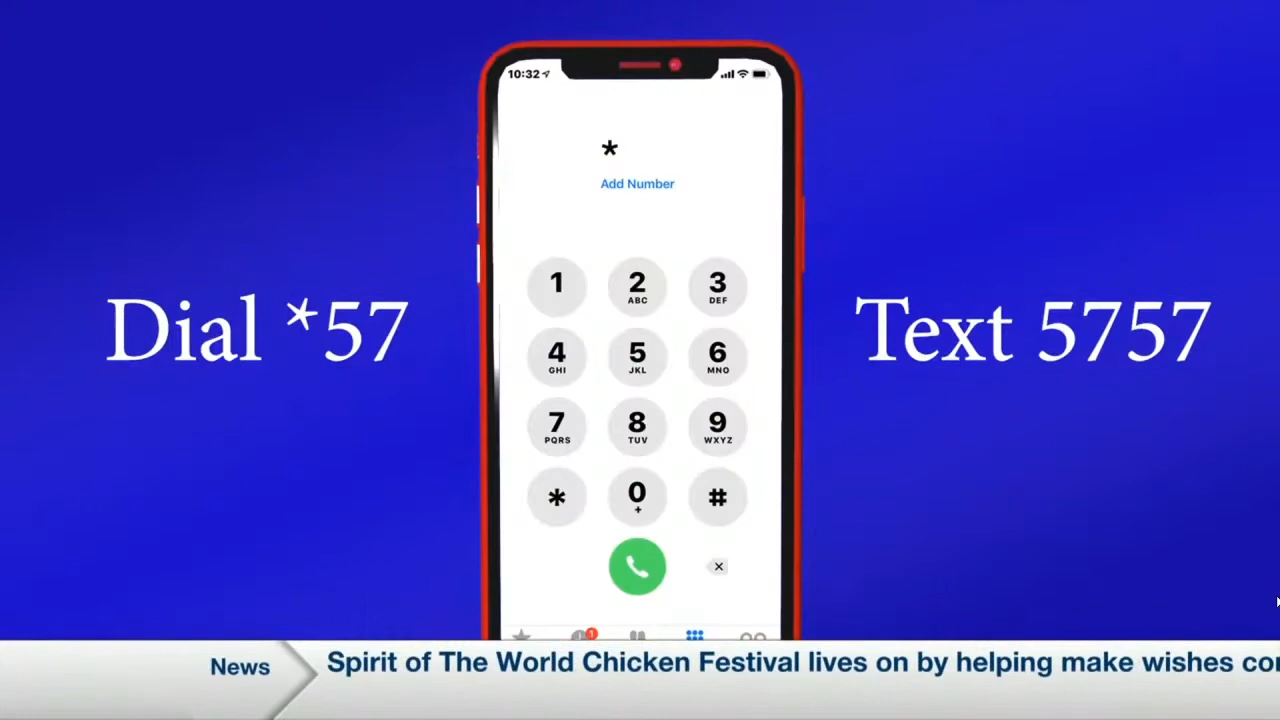 10:32
*
Add Number
Dial *57
Text 5757
1
2
ABC
3
DEF
4
GHI
5
JKL
6
MNO
7
PQRS
8
TUV
9
WXYZ
*
0
+
#
1
News
Spirit of The World Chicken Festival lives on by helping make wishes co